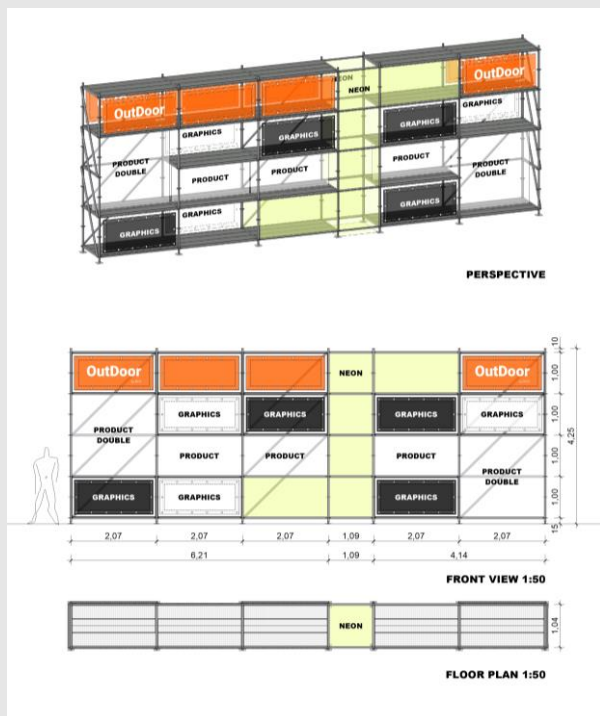 NEON
NEON
OutDoor
OutDoor
GRAPHICS
GRAPHICS
GRAPHICS
GRAPHICS
PRODUCT
DOUBLE
PRODUCT
PRODUCT
PRODUCT
PRODUCT
DOUBLE
GRAPHICS
GRAPHICS
GRAPHICS
PERSPECTIVE
OutDoor
NEON
OutDoor
10
1,00
GRAPHICS
GRAPHICS
GRAPHICS
GRAPHICS
1,00
4,25
PRODUCT
DOUBLE
PRODUCT
PRODUCT
PRODUCT
1,00
PRODUCT
DOUBLE
GRAPHICS
GRAPHICS
GRAPHICS
1,00
15
2,07 2,07 2,07 1,09 2,07 2,07
6,21 1,09 4,14
FRONT VIEW 1:50
NEON
1,04
FLOOR PLAN 1:50